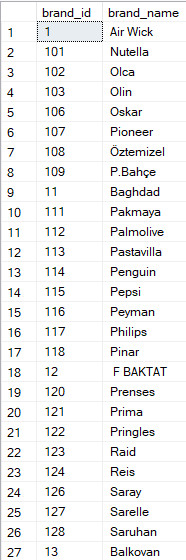 brand_id brand_name
1 1 Air Wick
2 101 Nutella
3 102 Olca
4 103 Olin
5 106 Oskar
6 107 Pioneer
7 108 Öztemizel
8 109 P.Bahçe
9 11 Baghdad
10 111 Pakmaya
11 112 Palmolive
12 113 Pastavilla
13 114 Penguin
14 115 Pepsi
15 116 Peyman
16 117 Philips
17 118 Pinar
18 12 F BAKTAT
19 120 Prenses
20 121 Prima
21 122 Pringles
22 123 Raid
23 124 Reis
24 126 Saray
25 127 Sarelle
26 128 Saruhan
27 13 Balkovan